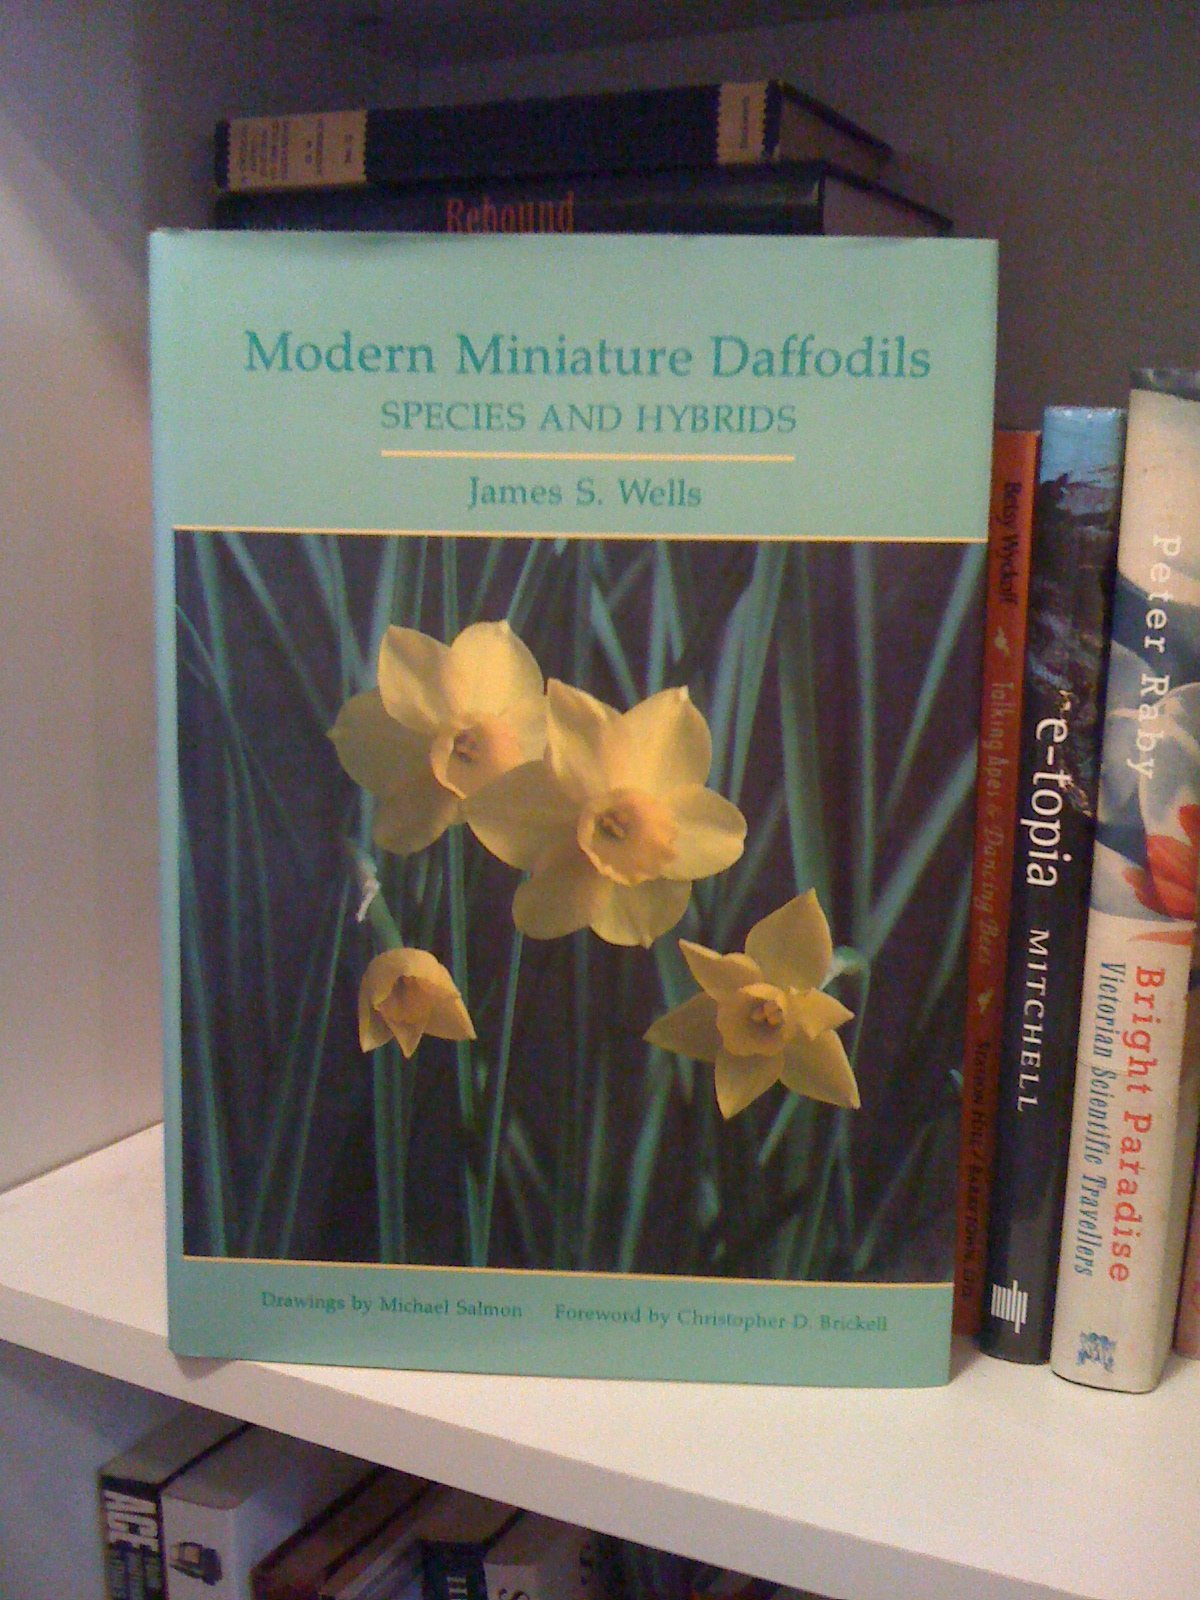 Rebound
Modern Miniature Daffodils
SPECIES AND HYBRIDS
James S. Wells
Drawings by Michael Salmon Foreword by Christopher D. Brickell
Betsy Wyckoff Talking Apes & Dancing Bees
e-topia MITCHELL
Peter Raby
Bright Paradise
Victorian Scientific Travellers
ACE